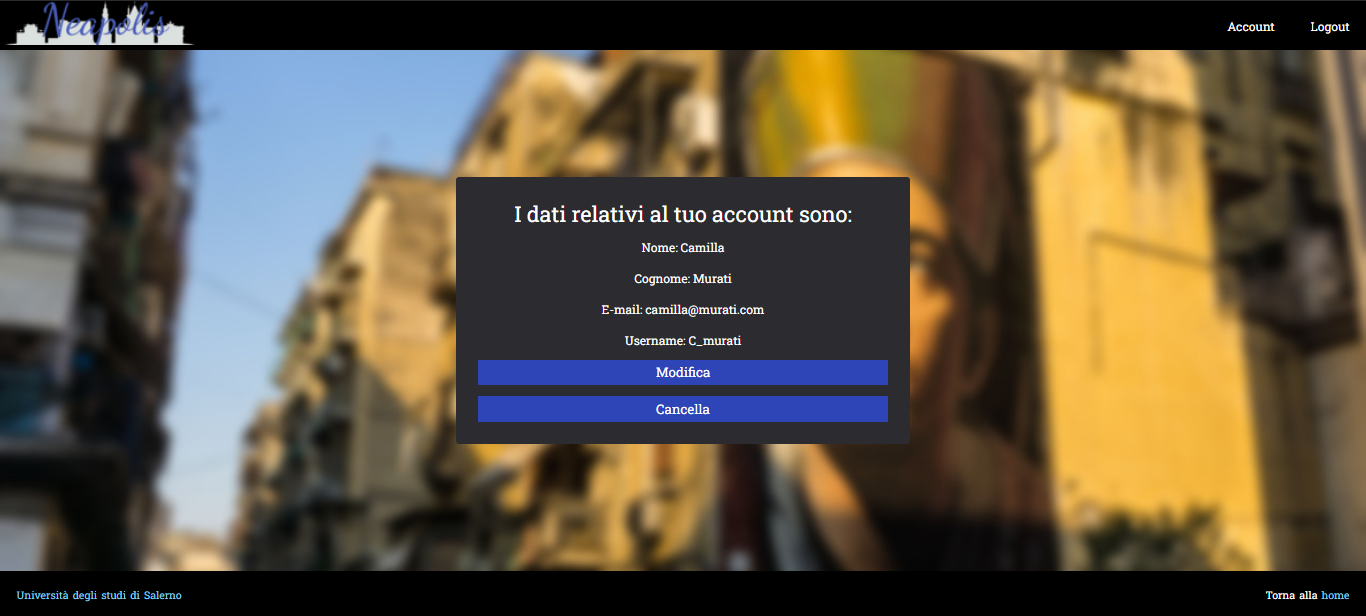 Neapolis
Account
Logout
I dati relativi al tuo account sono:
Nome: Camilla
Cognome: Murati
E-mail: camilla@murati.com
Username: C_murati
Modifica
Cancella
Università degli studi di Salerno
Torna alla home